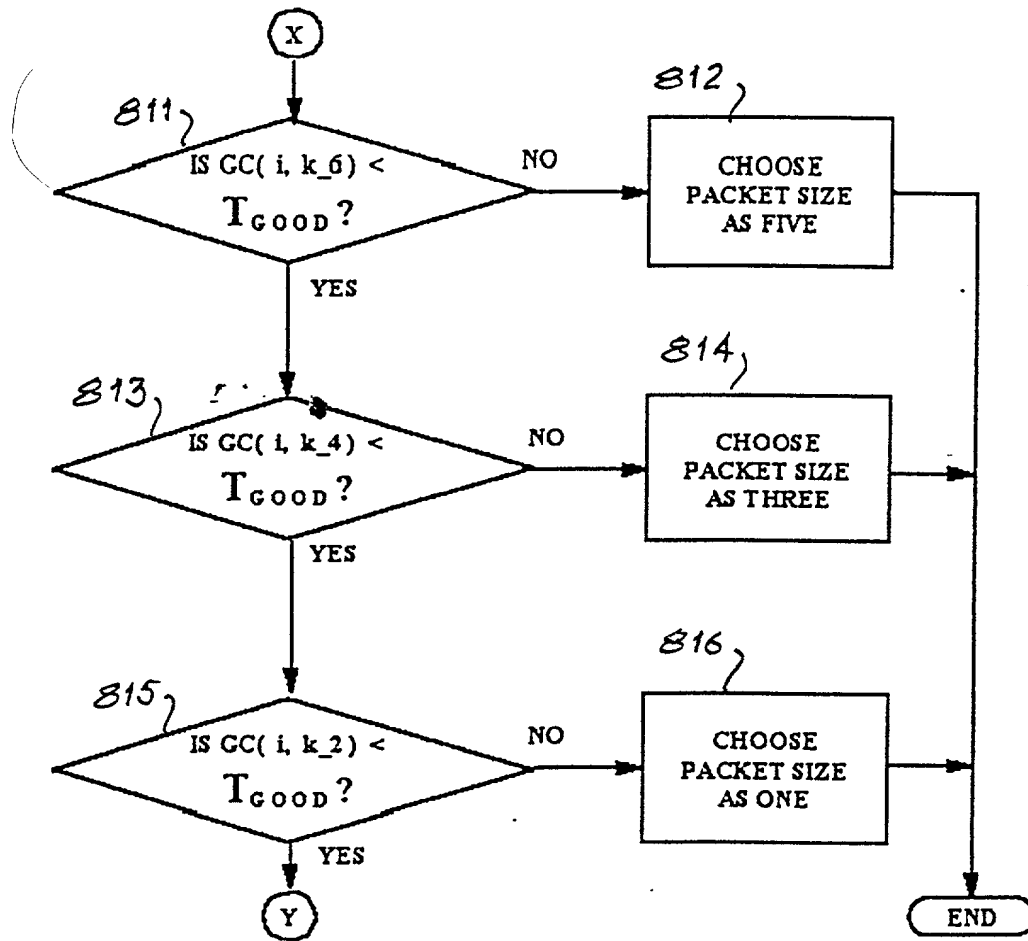 X
811
IS GC( i, k_6) <
TGOOD ?
NO
YES
812
CHOOSE
PACKET SIZE
AS FIVE
813
IS GC( i, k_4) <
TGOOD ?
NO
YES
814
CHOOSE
PACKET SIZE
AS THREE
815
IS GC( i, k_2) <
TGOOD ?
NO
YES
816
CHOOSE
PACKET SIZE
AS ONE
Y
END